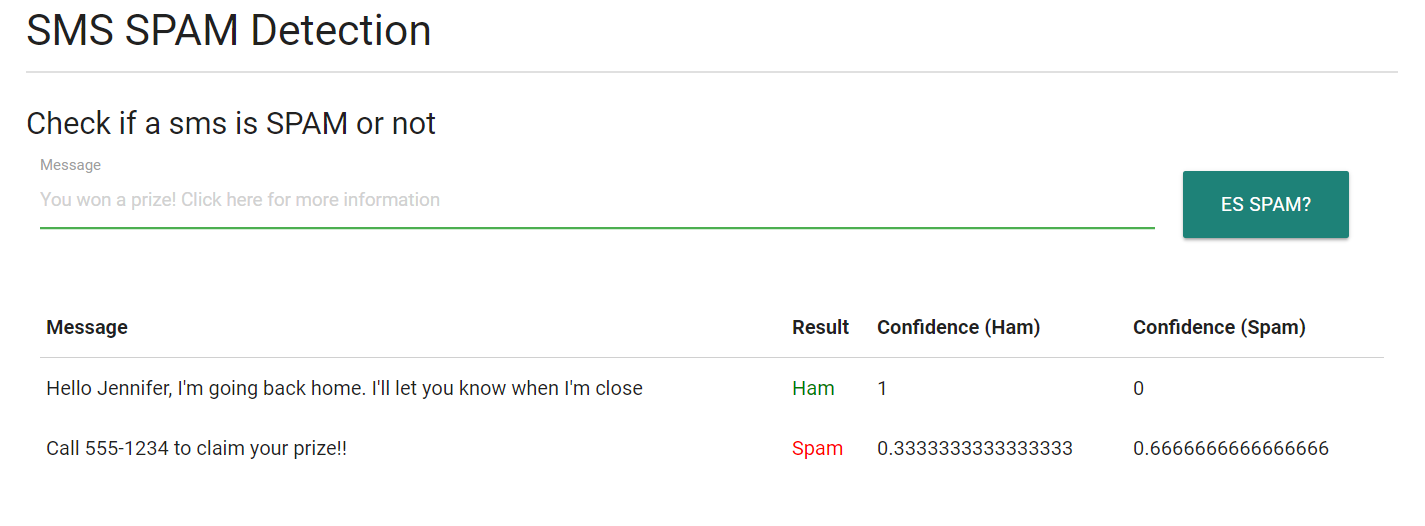 SMS SPAM Detection
Check if a sms is SPAM or not
Message
You won a prize! Click here for more information
ES SPAM?
Message Result Confidence (Ham) Confidence (Spam)
Hello Jennifer, I'm going back home. I'll let you know when I'm close Ham 1 0
Call 555-1234 to claim your prize!! Spam 0.3333333333333333 0.6666666666666666